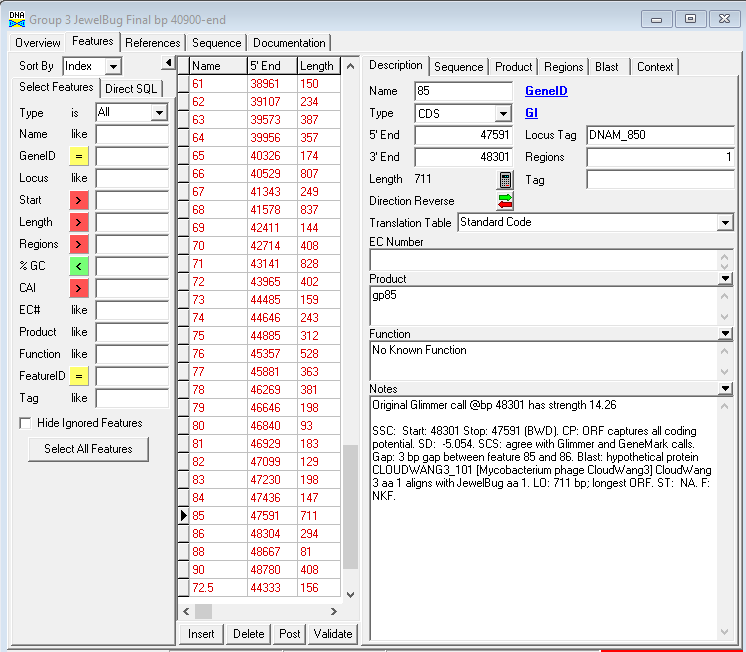 DNA Group 3 JewelBug Final bp 40900-end
Overview Features References Sequence Documentation
Sort By Index
Select Features Direct SQL
Type is All
Name like
GeneID =
Locus like
Start >
Length >
Regions >
% GC <
CAI >
EC# like
Product like
Function like
FeatureID =
Tag like
Hide Ignored Features
Select All Features
Name 5' End Length
61 38961 150
62 39107 234
63 39573 387
64 39956 357
65 40326 174
66 40529 807
67 41343 249
68 41578 837
69 42411 144
70 42714 408
71 43141 828
72 43965 402
73 44485 159
74 44646 243
75 44885 312
76 45357 528
77 45881 363
78 46269 381
79 46646 198
80 46840 93
81 46929 183
82 47099 129
83 47230 198
84 47436 147
85 47591 711
86 48304 294
88 48667 81
90 48780 408
72.5 44333 156
Insert Delete Post Validate
Description Sequence Product Regions Blast Context
Name 85 GeneID
Type CDS GI
5' End 47591 Locus Tag DNAM_850
3' End 48301 Regions 1
Length 711 Tag
Direction Reverse
Translation Table Standard Code
EC Number
Product
gp85
Function
No Known Function
Notes
Original Glimmer call @bp 48301 has strength 14.26
SSC: Start: 48301 Stop: 47591 (BWD). CP: ORF captures all coding
potential. SD: -5.054. SCS: agree with Glimmer and GeneMark calls.
Gap: 3 bp gap between feature 85 and 86. Blast: hypothetical protein
CLOUDWANG3_101 [Mycobacterium phage CloudWang3] CloudWang
3 aa 1 aligns with JewelBug aa 1. LO: 711 bp; longest ORF. ST: NA. F:
NKF.